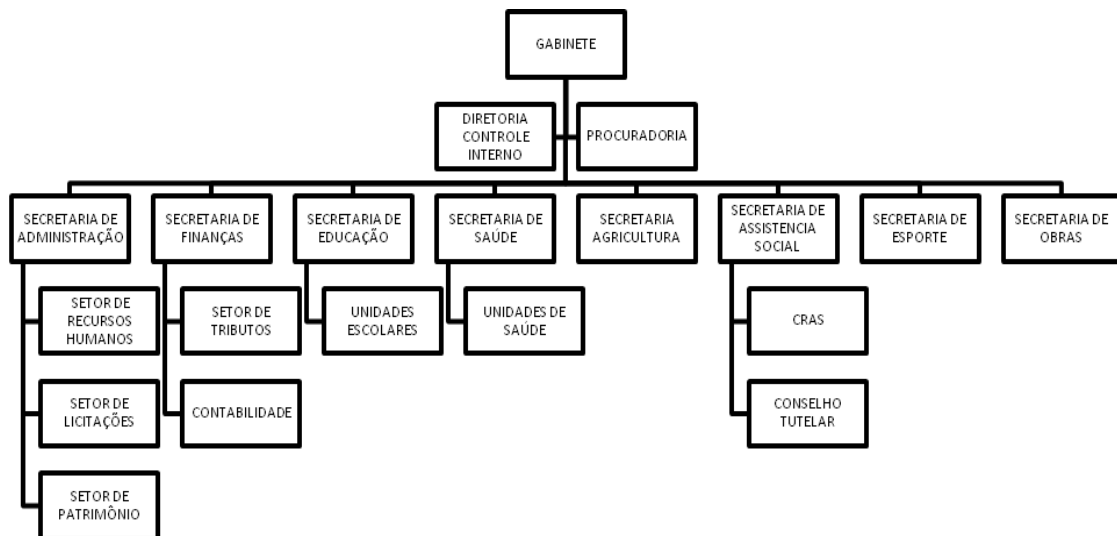 GABINETE
DIRETORIA
CONTROLE
INTERNO
PROCURADORIA
SECRETARIA DE
ADMINISTRAÇÃO
SECRETARIA DE
FINANÇAS
SECRETARIA DE
EDUCAÇÃO
SECRETARIA DE
SAÚDE
SECRETARIA
AGRICULTURA
SECRETARIA DE
ASSISTENCIA
SOCIAL
SECRETARIA DE
ESPORTE
SECRETARIA DE
OBRAS
SETOR DE
RECURSOS
HUMANOS
SETOR DE
TRIBUTOS
UNIDADES
ESCOLARES
UNIDADES DE
SAÚDE
CRAS
SETOR DE
LICITAÇÕES
CONTABILIDADE
CONSELHO
TUTELAR
SETOR DE
PATRIMÔNIO